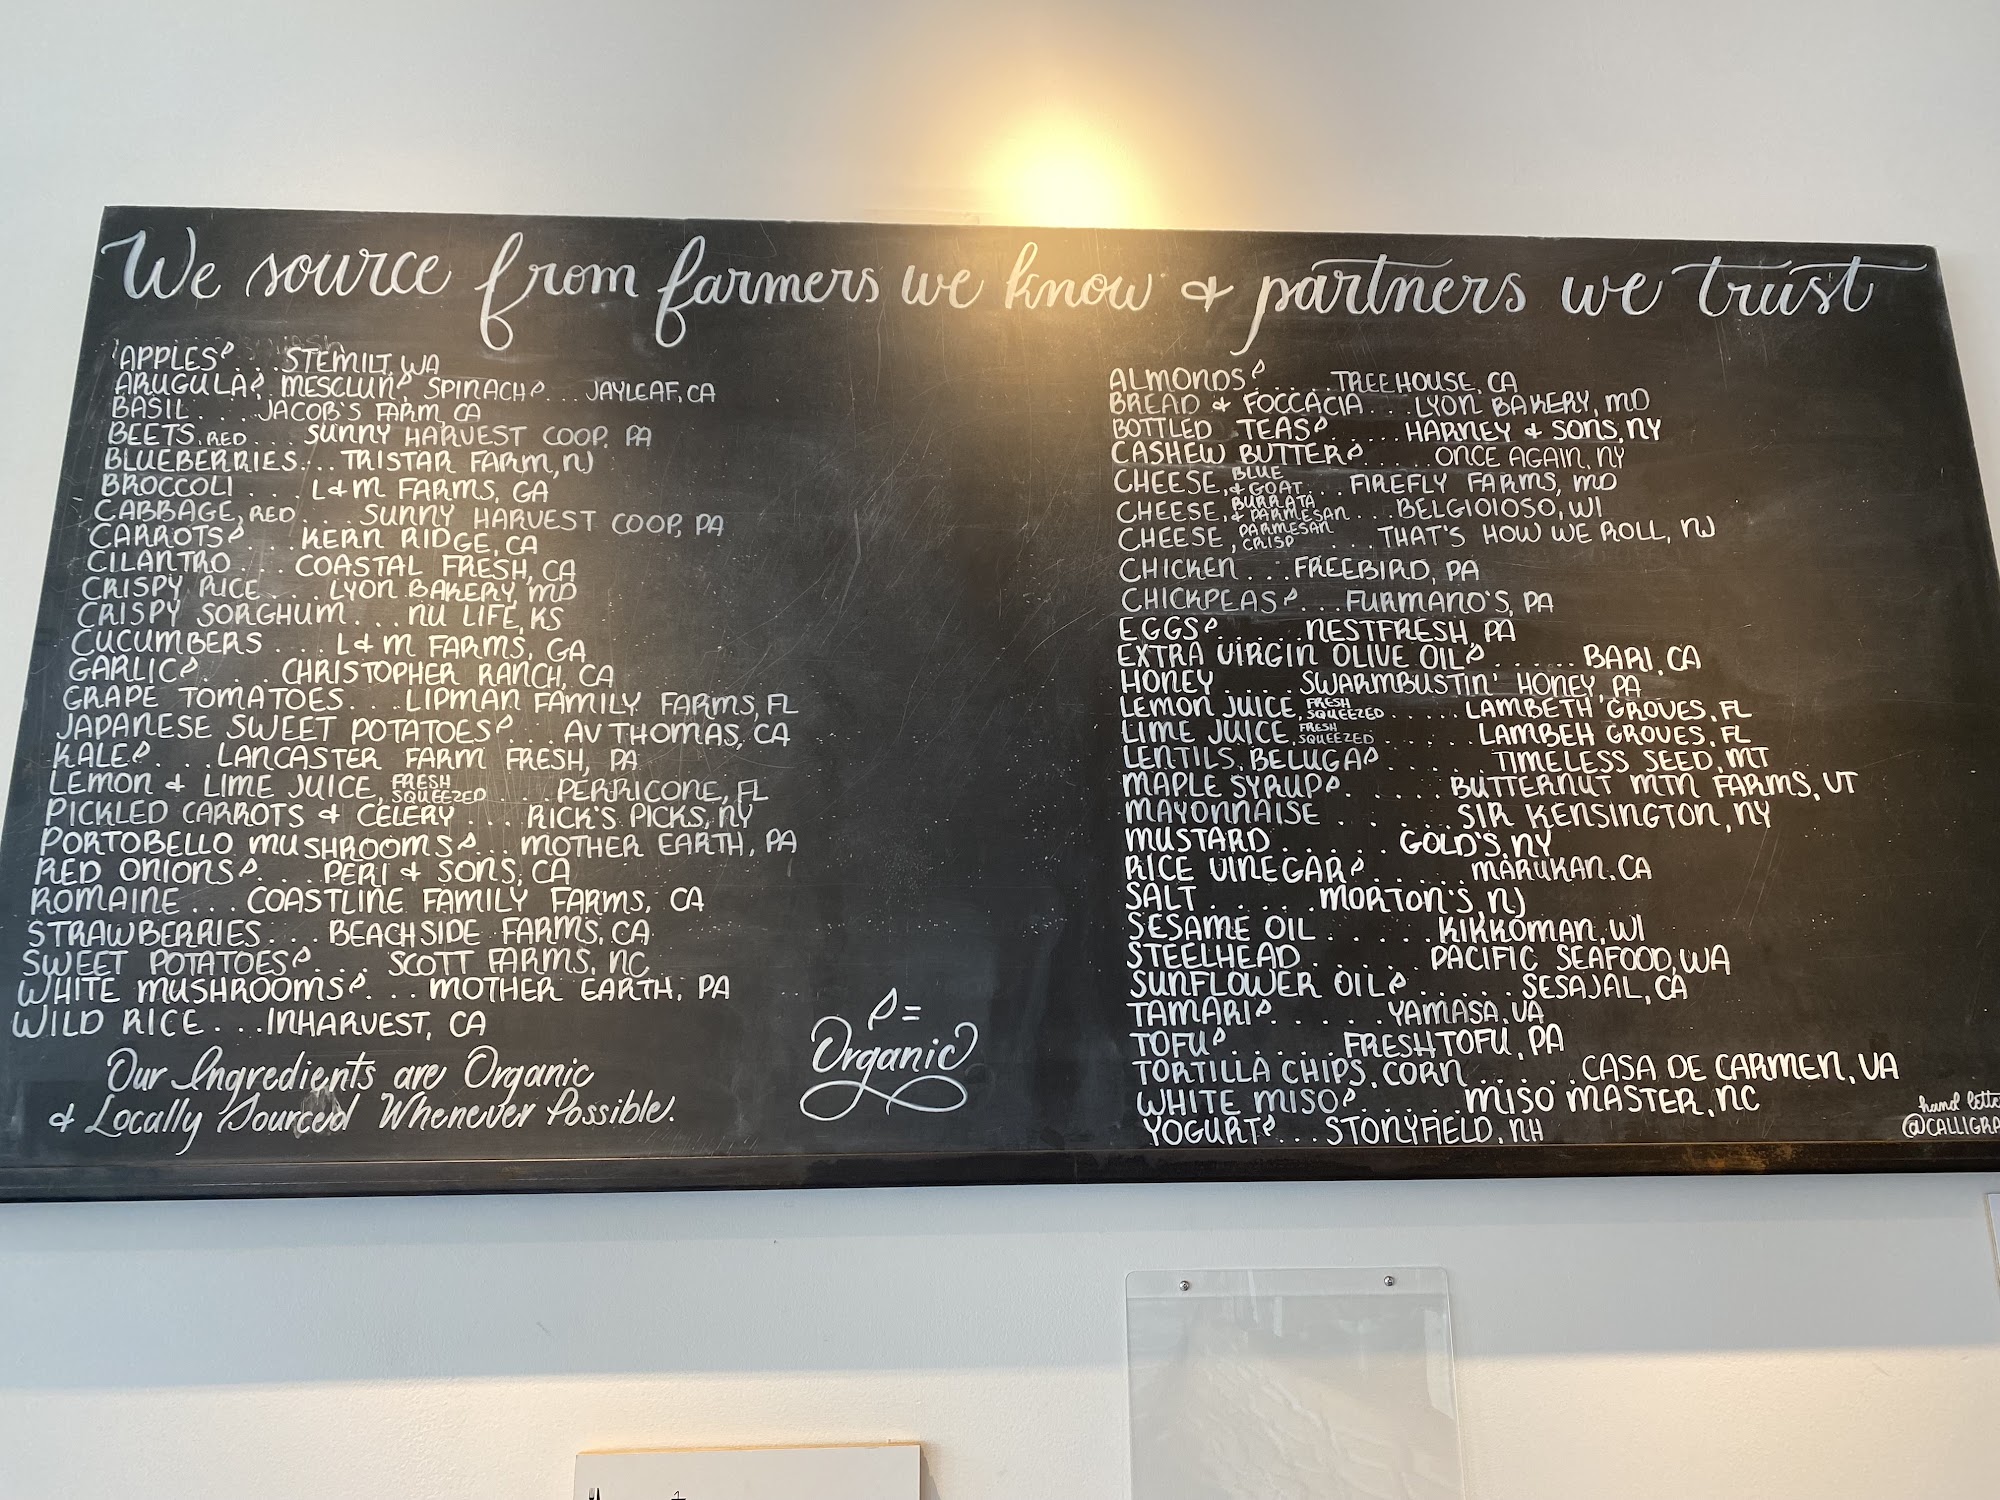 We source from farmers we know & partners we trust
APPLES...STEMILT, WA
ARUGULA, MESCLUN, SPINACH...JAYLEAF, CA
BASIL...JACOB'S FARM, CA
BEETS, RED...SUNNY HARVEST COOP, PA
BLUEBERRIES...TRISTAR FARM, NJ
BROCCOLI....L&M FARMS, GA
CABBAGE, RED...SUNNY HARVEST COOP, PA
CARROTS...KERN RIDGE, CA
CILANTRO...COASTAL FRESH, CA
CRISPY RICE...LYON BAKERY, MD
CRISPY SORGHUM...NU LIFE, KS
CUCUMBERS...L&M FARMS, GA
GARLIC....CHRISTOPHER RANCH, CA
GRAPE TOMATOES...LIPMAN FAMILY FARMS, FL
JAPANESE SWEET POTATOES...AV THOMAS, CA
KALE...LANCASTER FARM FRESH, PA
LEMON & LIME JUICE, FRESH SQUEEZED....PERRICONE, FL
PICKLED CARROTS & CELERY...RICK'S PICKS, NY
PORTOBELLO MUSHROOMS...MOTHER EARTH, PA
RED ONIONS....PERI & SONS, CA
ROMAINE...COASTLINE FAMILY FARMS, CA
STRAWBERRIES...BEACHSIDE FARMS, CA
SWEET POTATOES....SCOTT FARMS, NC
WHITE MUSHROOMS...MOTHER EARTH, PA
WILD RICE...INHARVEST, CA
Our Ingredients are Organic
& Locally Sourced Whenever Possible.
=
Organic
ALMONDS.....TREEHOUSE, CA
BREAD & FOCCACIA...LYON BAKERY, MD
BOTTLED TEAS.....HARNEY & SONS, NY
CASHEW BUTTER.....ONCE AGAIN, NY
CHEESE, BLUE & GOAT...FIREFLY FARMS, MD
CHEESE, BURRATA & PARMESAN...BELGIOIOSO, WI
CHEESE, PARMESAN CRISP.....THAT'S HOW WE ROLL, NJ
CHICKEN...FREEBIRD, PA
CHICKPEAS...FURMANO'S, PA
EGGS......NESTFRESH, PA
EXTRA VIRGIN OLIVE OIL......BARI, CA
HONEY....SWARMBUSTIN' HONEY, PA
LEMON JUICE, FRESH SQUEEZED.....LAMBETH GROVES, FL
LIME JUICE, FRESH SQUEEZED.....LAMBEH GROVES, FL
LENTILS, BELUGA......TIMELESS SEED, MT
MAPLE SYRUP......BUTTERNUT MTN FARMS, VT
MAYONNAISE......SIR KENSINGTON, NY
MUSTARD......GOLD'S, NY
RICE VINEGAR.....MARUKAN, CA
SALT.....MORTON'S, NJ
SESAME OIL.....KIKKOMAN, WI
STEELHEAD......PACIFIC SEAFOOD, WA
SUNFLOWER OIL.....SESAJAL, CA
TAMARI.....YAMASA, VA
TOFU......FRESHTOFU, PA
TORTILLA CHIPS, CORN.....CASA DE CARMEN, VA
WHITE MISO......MISO MASTER, NC
YOGURT...STONYFIELD, NH
hand